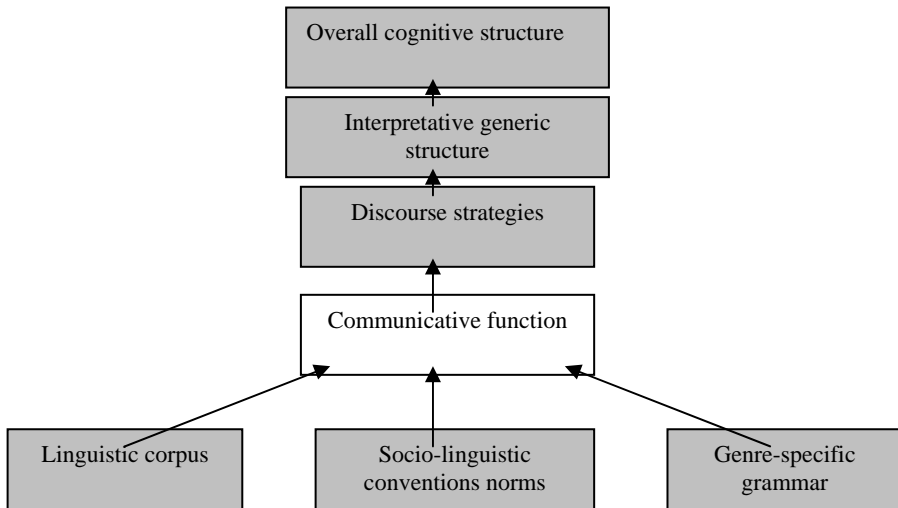 Overall cognitive structure
Interpretative generic
structure
Discourse strategies
Communicative function
Linguistic corpus
Socio-linguistic
conventions norms
Genre-specific
grammar